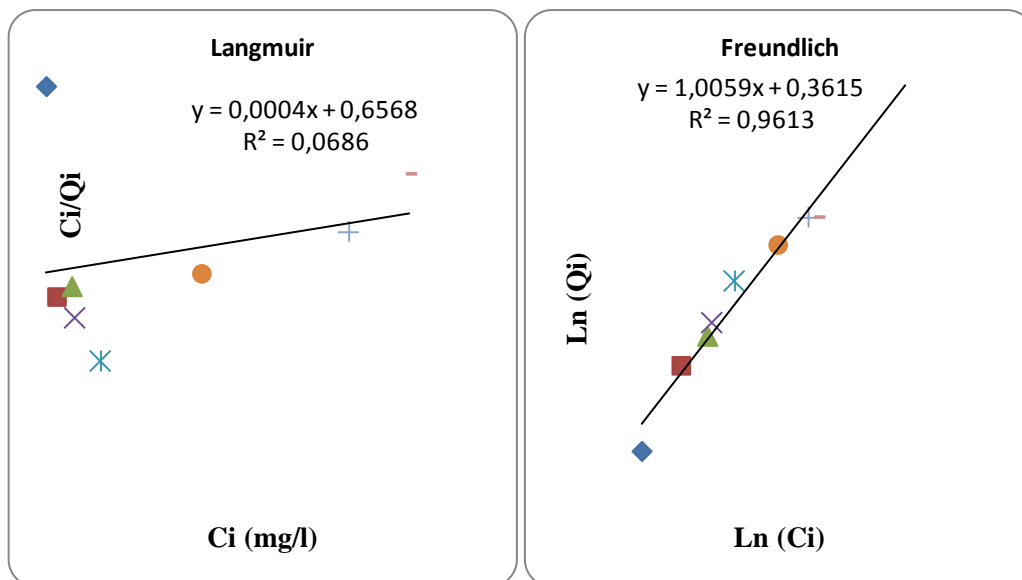 Langmuir
y = 0,0004x + 0,6568
R² = 0,0686
Ci/Qi
Ci (mg/l)
Freundlich
y = 1,0059x + 0,3615
R² = 0,9613
Ln (Qi)
Ln (Ci)